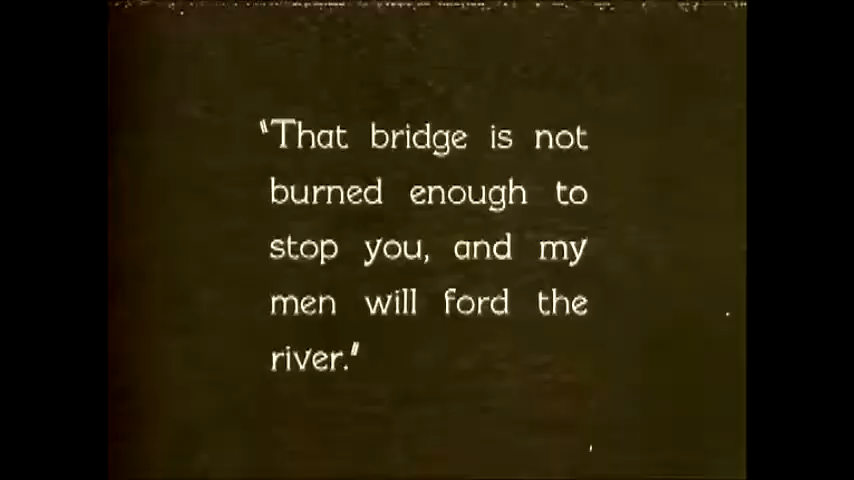 "That bridge is not
burned enough to
stop you, and my
men will ford the
river."